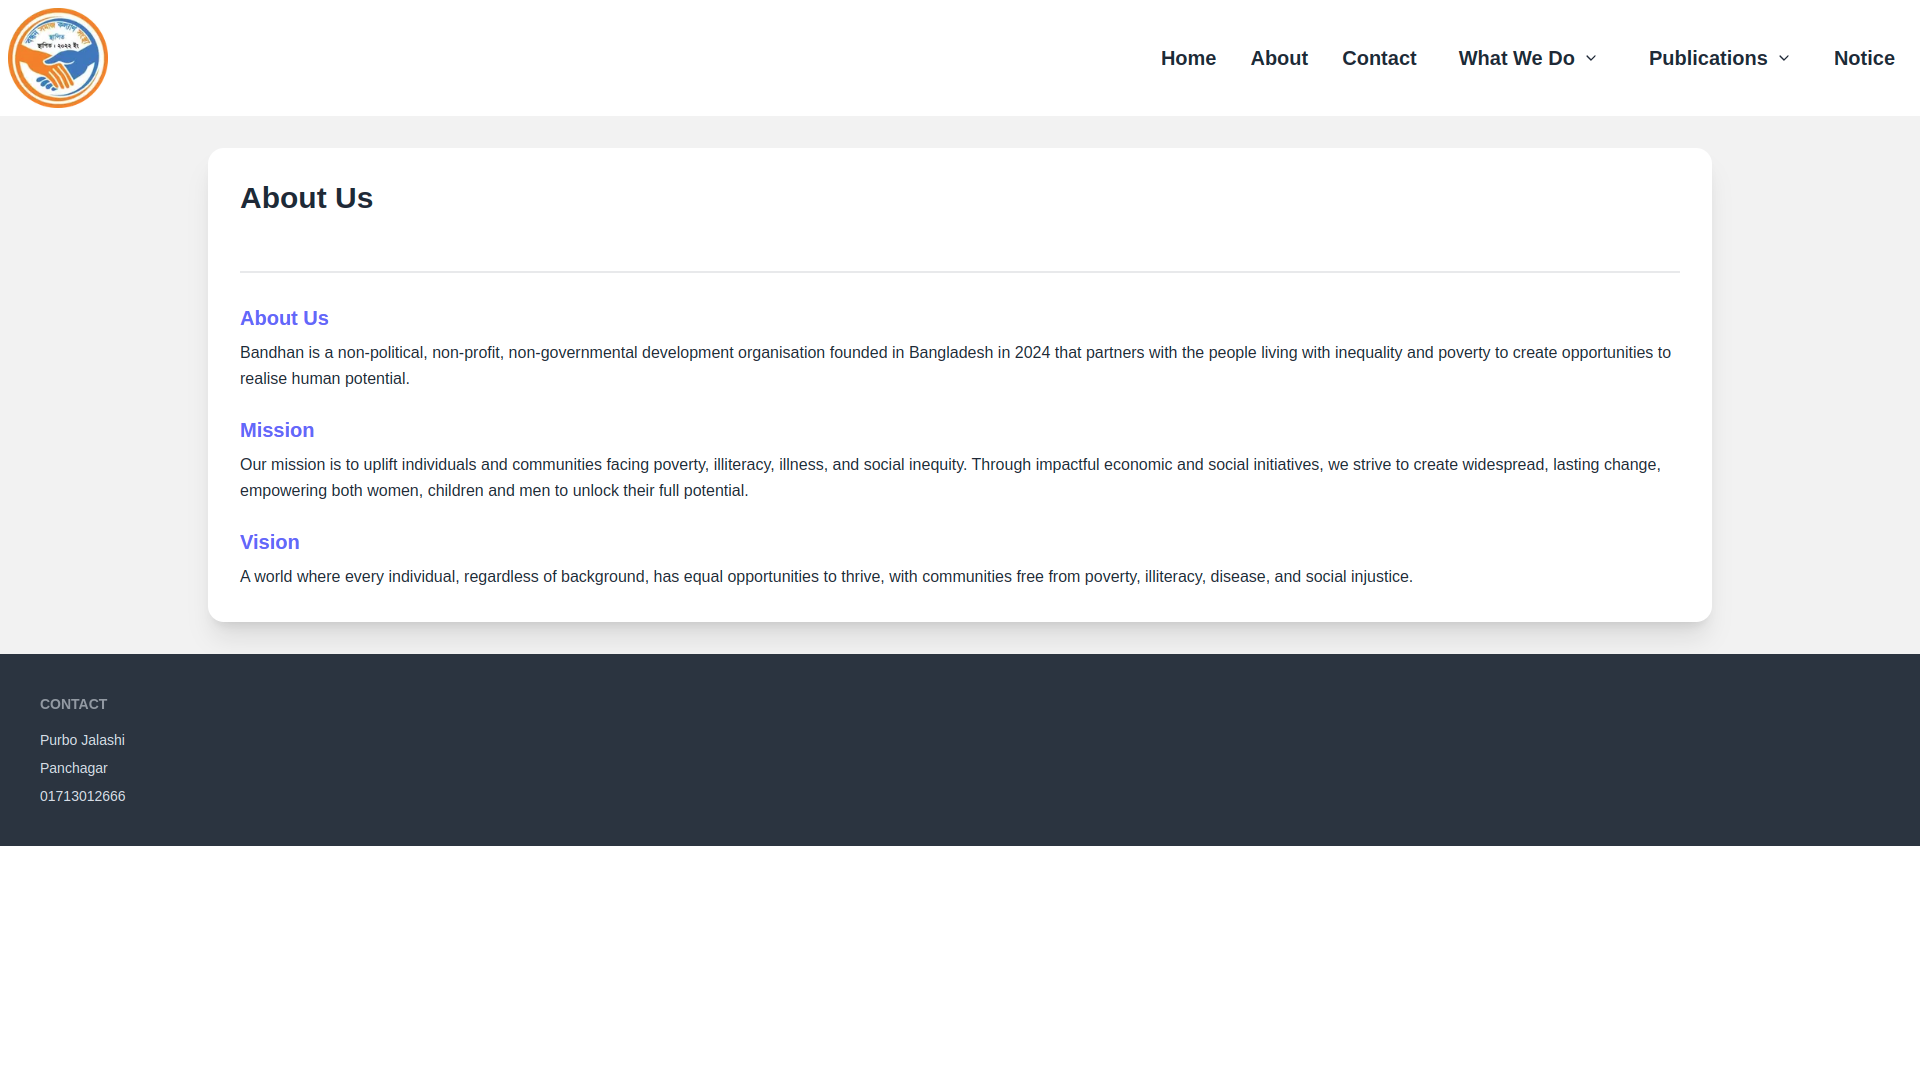 বন্ধন সমাজ কল্যাণ সংস্থা
স্থাপিত
স্থাপিত : ২০২২ ইং
Home
About
Contact
What We Do
Publications
Notice
About Us
About Us
Bandhan is a non-political, non-profit, non-governmental development organisation founded in Bangladesh in 2024 that partners with the people living with inequality and poverty to create opportunities to
realise human potential.
Mission
Our mission is to uplift individuals and communities facing poverty, illiteracy, illness, and social inequity. Through impactful economic and social initiatives, we strive to create widespread, lasting change,
empowering both women, children and men to unlock their full potential.
Vision
A world where every individual, regardless of background, has equal opportunities to thrive, with communities free from poverty, illiteracy, disease, and social injustice.
CONTACT
Purbo Jalashi
Panchagar
01713012666